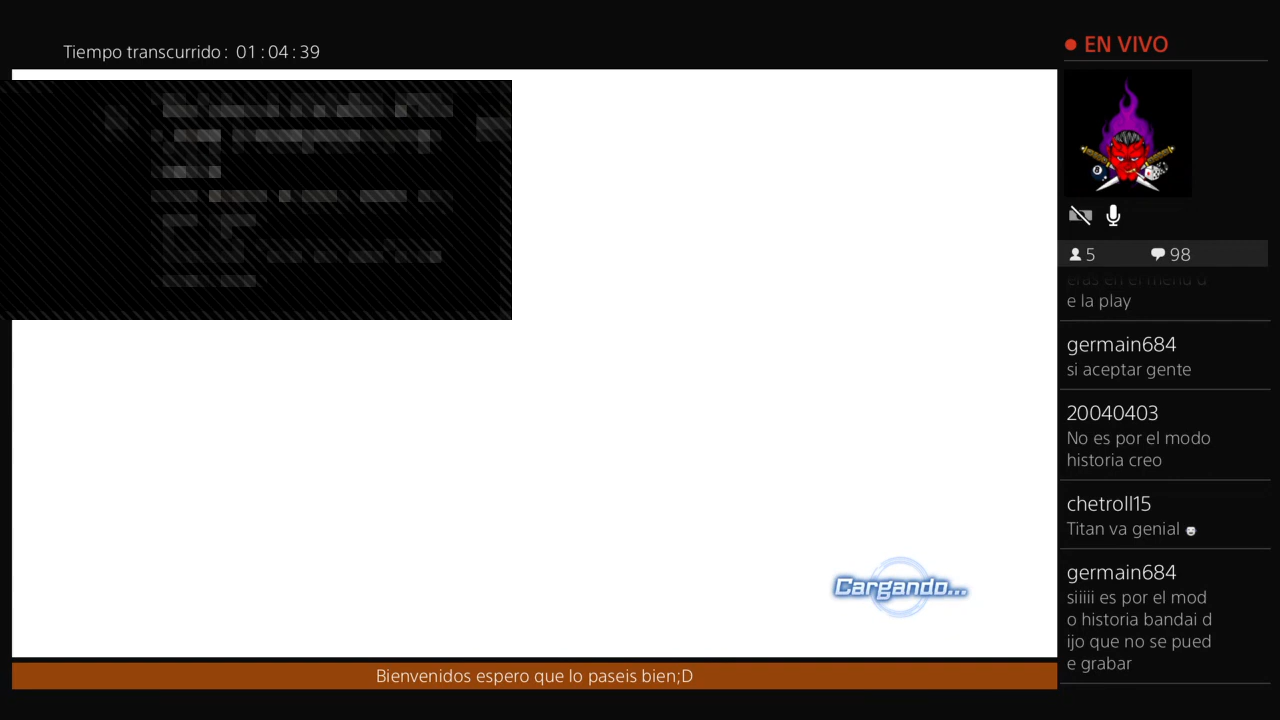 Tiempo transcurrido : 01 : 04 : 39
EN VIVO
5 98
e la play
germain684
si aceptar gente
20040403
No es por el modo
historia creo
chetroll15
Titan va genial
germain684
siiiii es por el mod
o historia bandai d
ijo que no se pued
e grabar
Cargando...
Bienvenidos espero que lo paseis bien;D